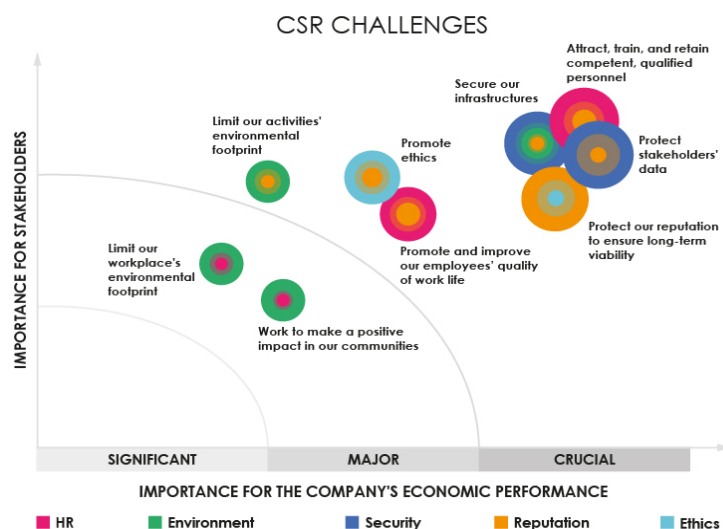 CSR CHALLENGES
Attract, train, and retain
competent, qualified
personnel
Secure our
infrastructures
Limit our activities'
environmental
footprint
Promote
ethics
Protect
stakeholders'
data
Protect our reputation
to ensure long-term
viability
Limit our
workplace's
environmental
footprint
Promote and improve
our employees' quality
of work life
Work to make a positive
impact in our communities
IMPORTANCE FOR STAKEHOLDERS
SIGNIFICANT MAJOR CRUCIAL
IMPORTANCE FOR THE COMPANY'S ECONOMIC PERFORMANCE
HR Environment Security Reputation Ethics